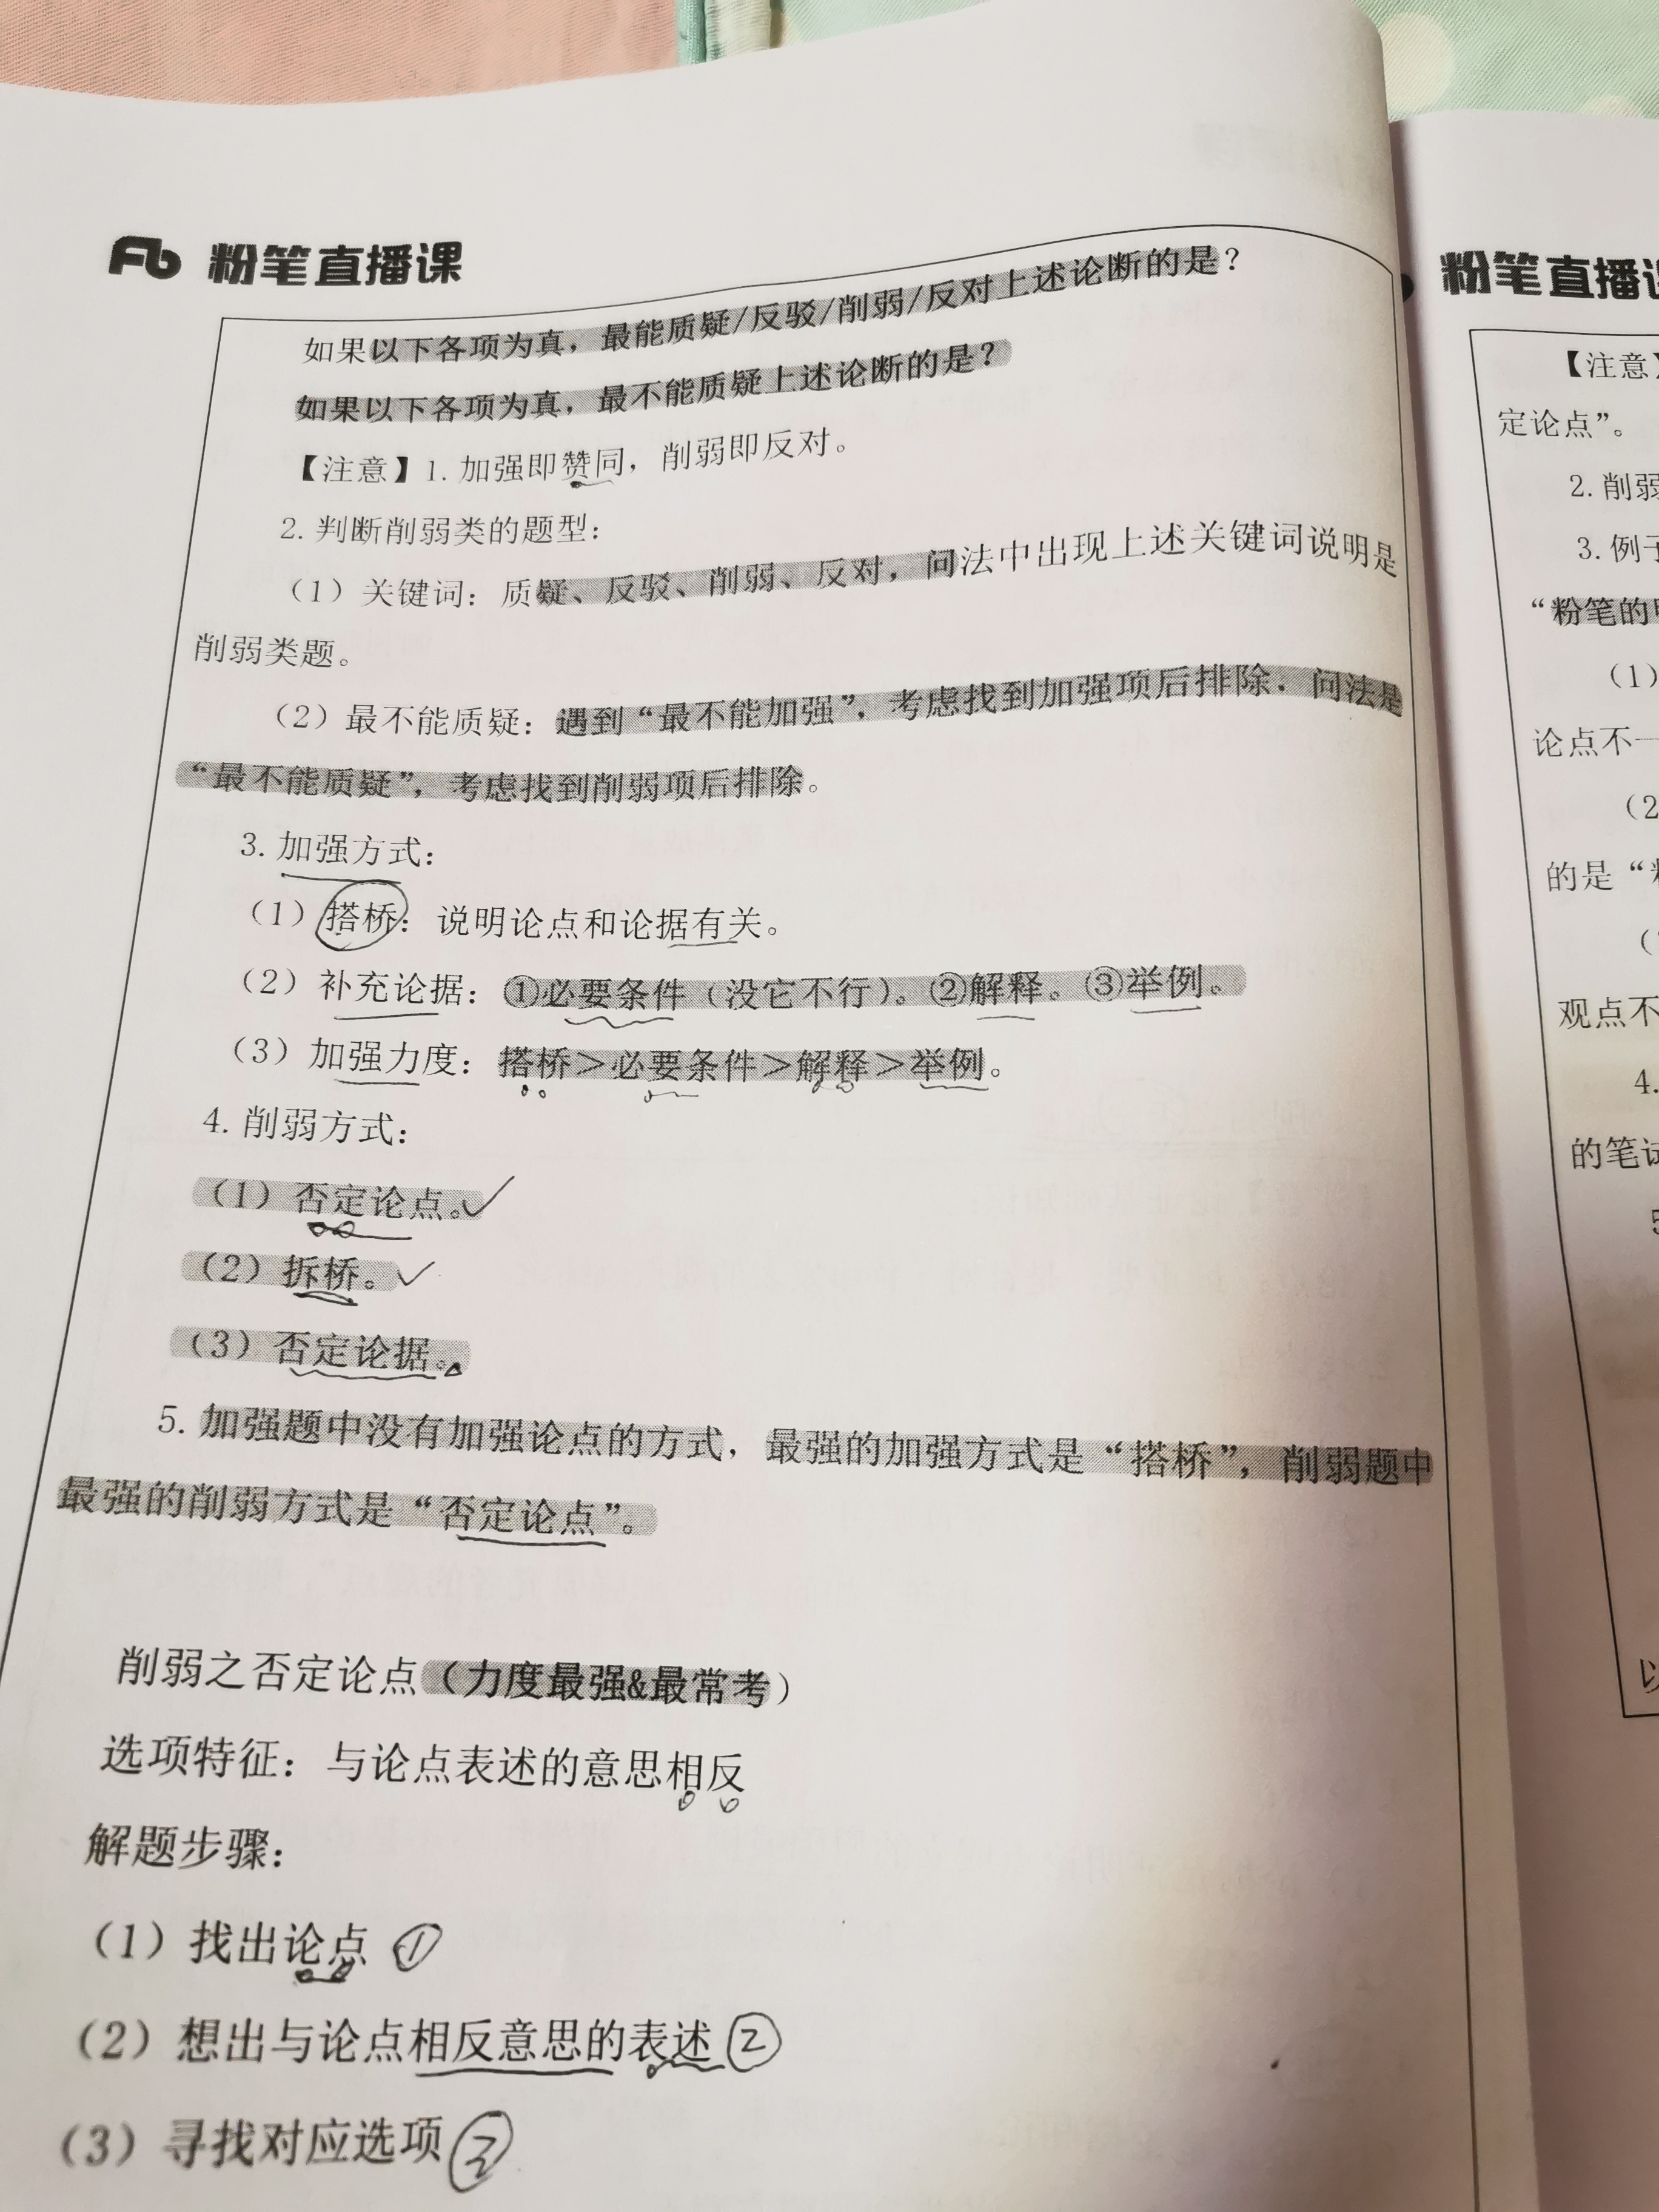 粉笔直播课
如果以下各项为真，最能质疑/反驳/削弱/反对上述论断的是？
如果以下各项为真，最不能质疑上述论断的是？
【注意】1.加强即赞同，削弱即反对。
2.判断削弱类的题型：
（1）关键词：质疑、反驳、削弱、反对，问法中出现上述关键词说明是
削弱类题。
（2）最不能质疑：遇到“最不能加强”，考虑找到加强项后排除，问法是
“最不能质疑”，考虑找到削弱项后排除。
3.加强方式：
（1）搭桥：说明论点和论据有关。
（2）补充论据：①必要条件（没它不行）。②解释。③举例。
（3）加强力度：搭桥＞必要条件＞解释＞举例。
4.削弱方式：
（1）否定论点。
（2）拆桥。
（3）否定论据。
5.加强题中没有加强论点的方式，最强的加强方式是“搭桥”，削弱题中
最强的削弱方式是“否定论点”。
削弱之否定论点（力度最强&最常考）
选项特征：与论点表述的意思相反
解题步骤：
（1）找出论点 ①
（2）想出与论点相反意思的表述 ②
（3）寻找对应选项 ③
粉笔直播
【注意】
定论点”。
2.削弱
3.例
“粉笔的
（1）
论点不一
（2
的是“
观点不
4.
的笔试
5
以